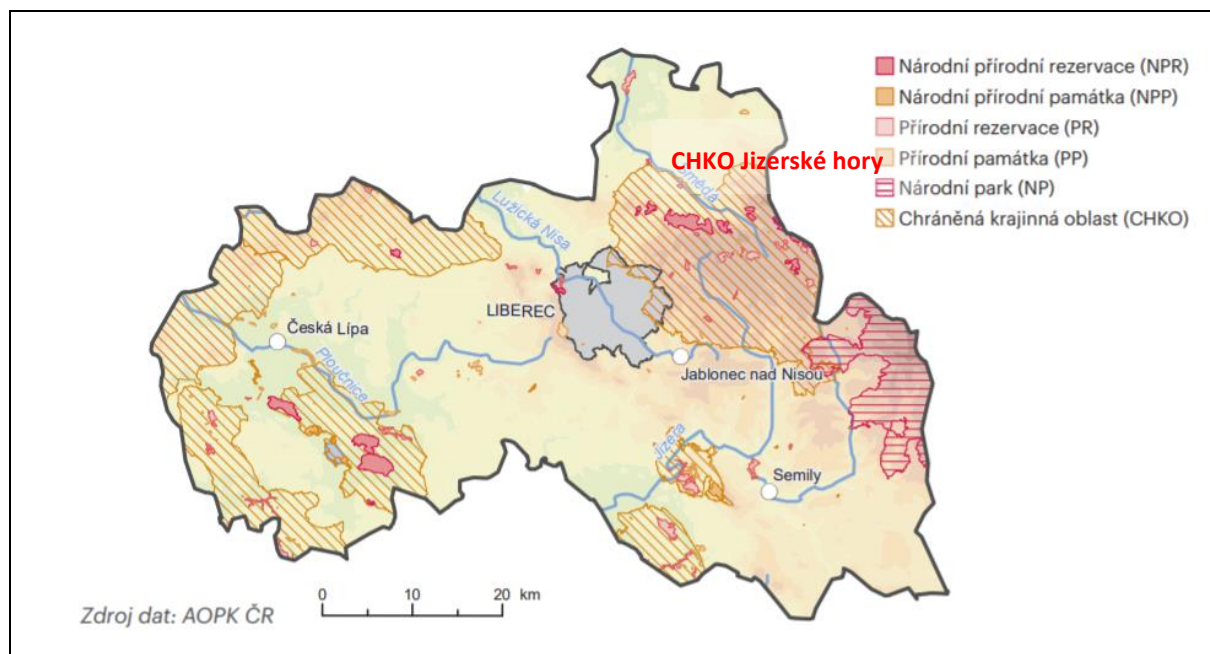 Národní přírodní rezervace (NPR)
Národní přírodní památka (NPP)
Přírodní rezervace (PR)
Přírodní památka (PP)
Národní park (NP)
Chráněná krajinná oblast (CHKO)
CHKO Jizerské hory
Smědá
Lužická Nisa
LIBEREC
Česká Lípa
Ploučnice
Jablonec nad Nisou
Jizera
Semily
0 10 20 km
Zdroj dat: AOPK ČR